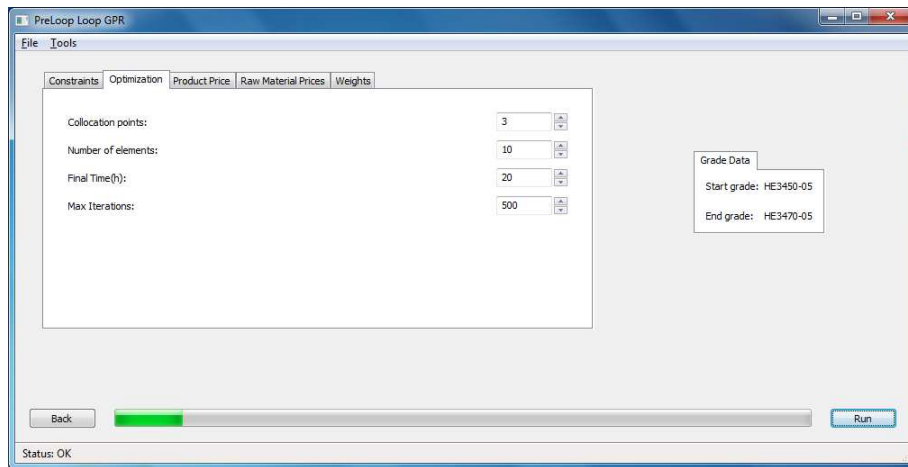 PreLoop Loop GPR
File Tools
Constraints Optimization Product Price Raw Material Prices Weights
Collocation points: 3
Number of elements: 10
Final Time(h): 20
Max Iterations: 500
Grade Data
Start grade: HE3450-05
End grade: HE3470-05
Back Run
Status: OK